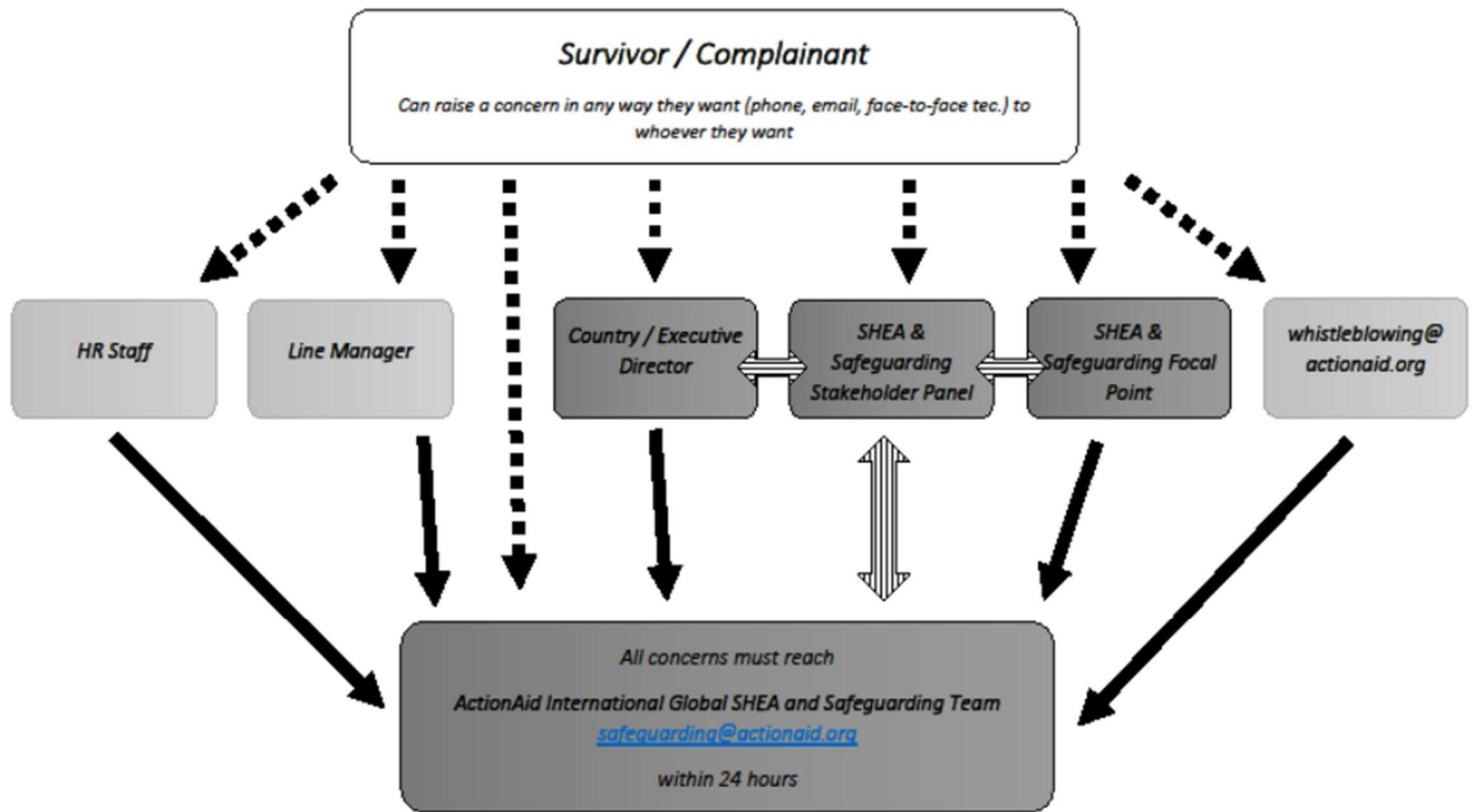 Survivor / Complainant
Can raise a concern in any way they want (phone, email, face-to-face tec.) to
whoever they want
HR Staff
Line Manager
Country / Executive
Director
SHEA &
Safeguarding
Stakeholder Panel
SHEA &
Safeguarding Focal
Point
whistleblowing@
actionaid.org
All concerns must reach
ActionAid International Global SHEA and Safeguarding Team
safeguarding@actionaid.org
within 24 hours